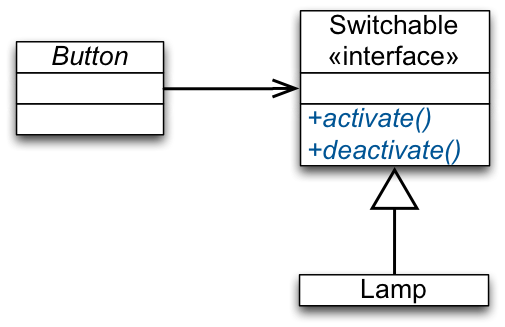 Button
Switchable
«interface»
+activate()
+deactivate()
Lamp